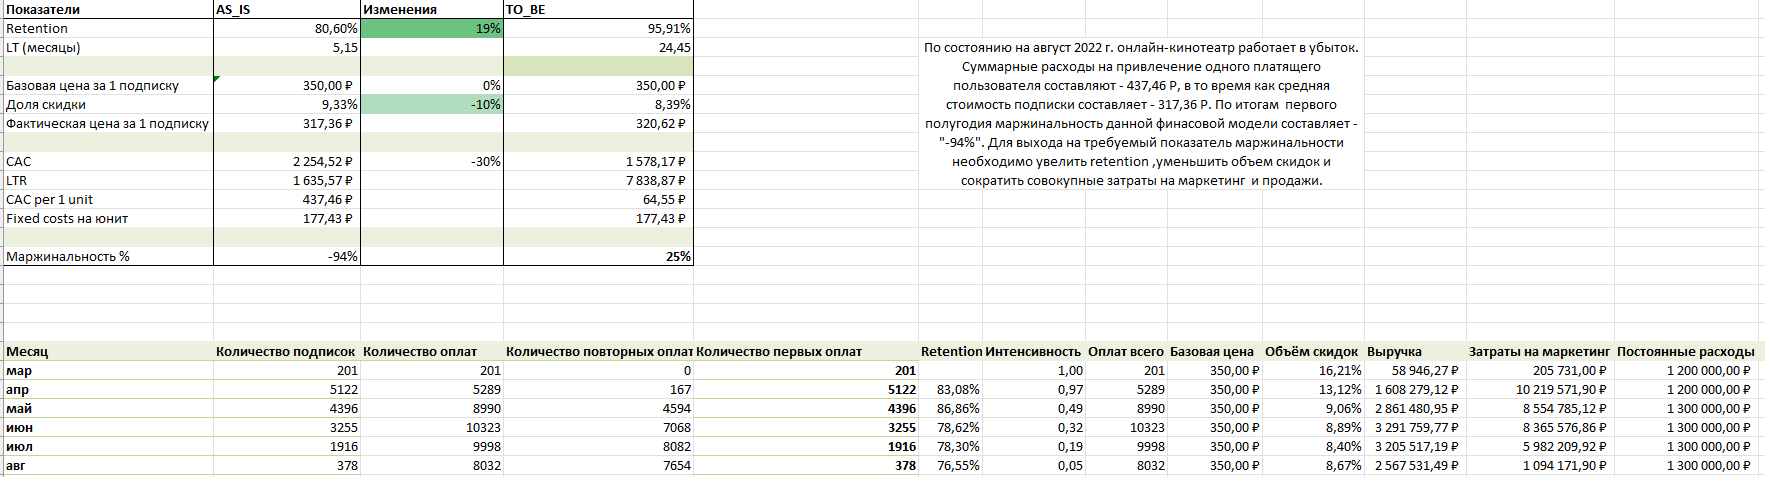 Показатели AS_IS Изменения TO_BE
Retention 80,60% 19% 95,91%
LT (месяцы) 5,15 24,45
Базовая цена за 1 подписку 350,00 ₽ 0% 350,00 ₽
Доля скидки 9,33% -10% 8,39%
Фактическая цена за 1 подписку 317,36 ₽ 320,62 ₽
CAC 2 254,52 ₽ -30% 1 578,17 ₽
LTR 1 635,57 ₽ 7 838,87 ₽
CAC per 1 unit 437,46 ₽ 64,55 ₽
Fixed costs на юнит 177,43 ₽ 177,43 ₽
Маржинальность % -94% 25%
По состоянию на август 2022 г. онлайн-кинотеатр работает в убыток.
Суммарные расходы на привлечение одного платящего
пользователя составляют - 437,46 Р, в то время как средняя
стоимость подписки составляет - 317,36 Р. По итогам первого
полугодия маржинальность данной финасовой модели составляет -
"-94%". Для выхода на требуемый показатель маржинальности
необходимо увелить retention ,уменьшить объем скидок и
сократить совокупные затраты на маркетинг и продажи.
Месяц Количество подписок Количество оплат Количество повторных оплат Количество первых оплат Retention Интенсивность Оплат всего Базовая цена Объём скидок Выручка Затраты на маркетинг Постоянные расходы
мар 201 201 0 201 1,00 201 350,00 ₽ 16,21% 58 946,27 ₽ 205 731,00 ₽ 1 200 000,00 ₽
апр 5122 5289 167 5122 83,08% 0,97 5289 350,00 ₽ 13,12% 1 608 279,12 ₽ 10 219 571,90 ₽ 1 200 000,00 ₽
май 4396 8990 4594 4396 86,86% 0,49 8990 350,00 ₽ 9,06% 2 861 480,95 ₽ 8 554 785,12 ₽ 1 300 000,00 ₽
июн 3255 10323 7068 3255 78,62% 0,32 10323 350,00 ₽ 8,89% 3 291 759,77 ₽ 8 365 576,86 ₽ 1 300 000,00 ₽
июл 1916 9998 8082 1916 78,30% 0,19 9998 350,00 ₽ 8,40% 3 205 517,19 ₽ 5 982 209,92 ₽ 1 300 000,00 ₽
авг 378 8032 7654 378 76,55% 0,05 8032 350,00 ₽ 8,67% 2 567 531,49 ₽ 1 094 171,90 ₽ 1 300 000,00 ₽